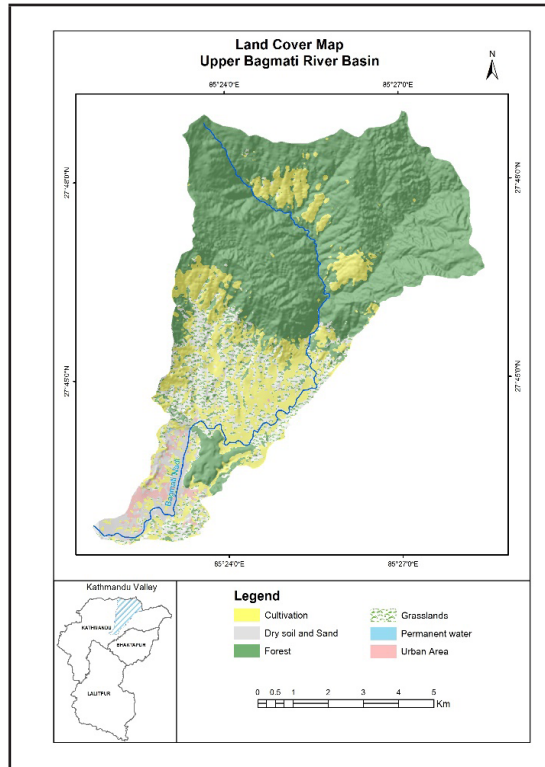 Land Cover Map
Upper Bagmati River Basin
N
85°24'0"E
85°27'0"E
27°48'0"N
27°48'0"N
27°45'0"N
27°45'0"N
Bagmati Nadi
85°24'0"E
85°27'0"E
Kathmandu Valley
KATHMANDU
BHAKTAPUR
LALITPUR
Legend
Cultivation
Dry soil and Sand
Forest
Grasslands
Permanent water
Urban Area
0 0.5 1 2 3 4 5
Km